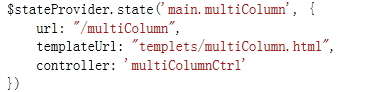 $stateProvider.state('main.multiColumn', {
    url: "/multiColumn",
    templateUrl: "templets/multiColumn.html",
    controller: 'multiColumnCtrl'
})